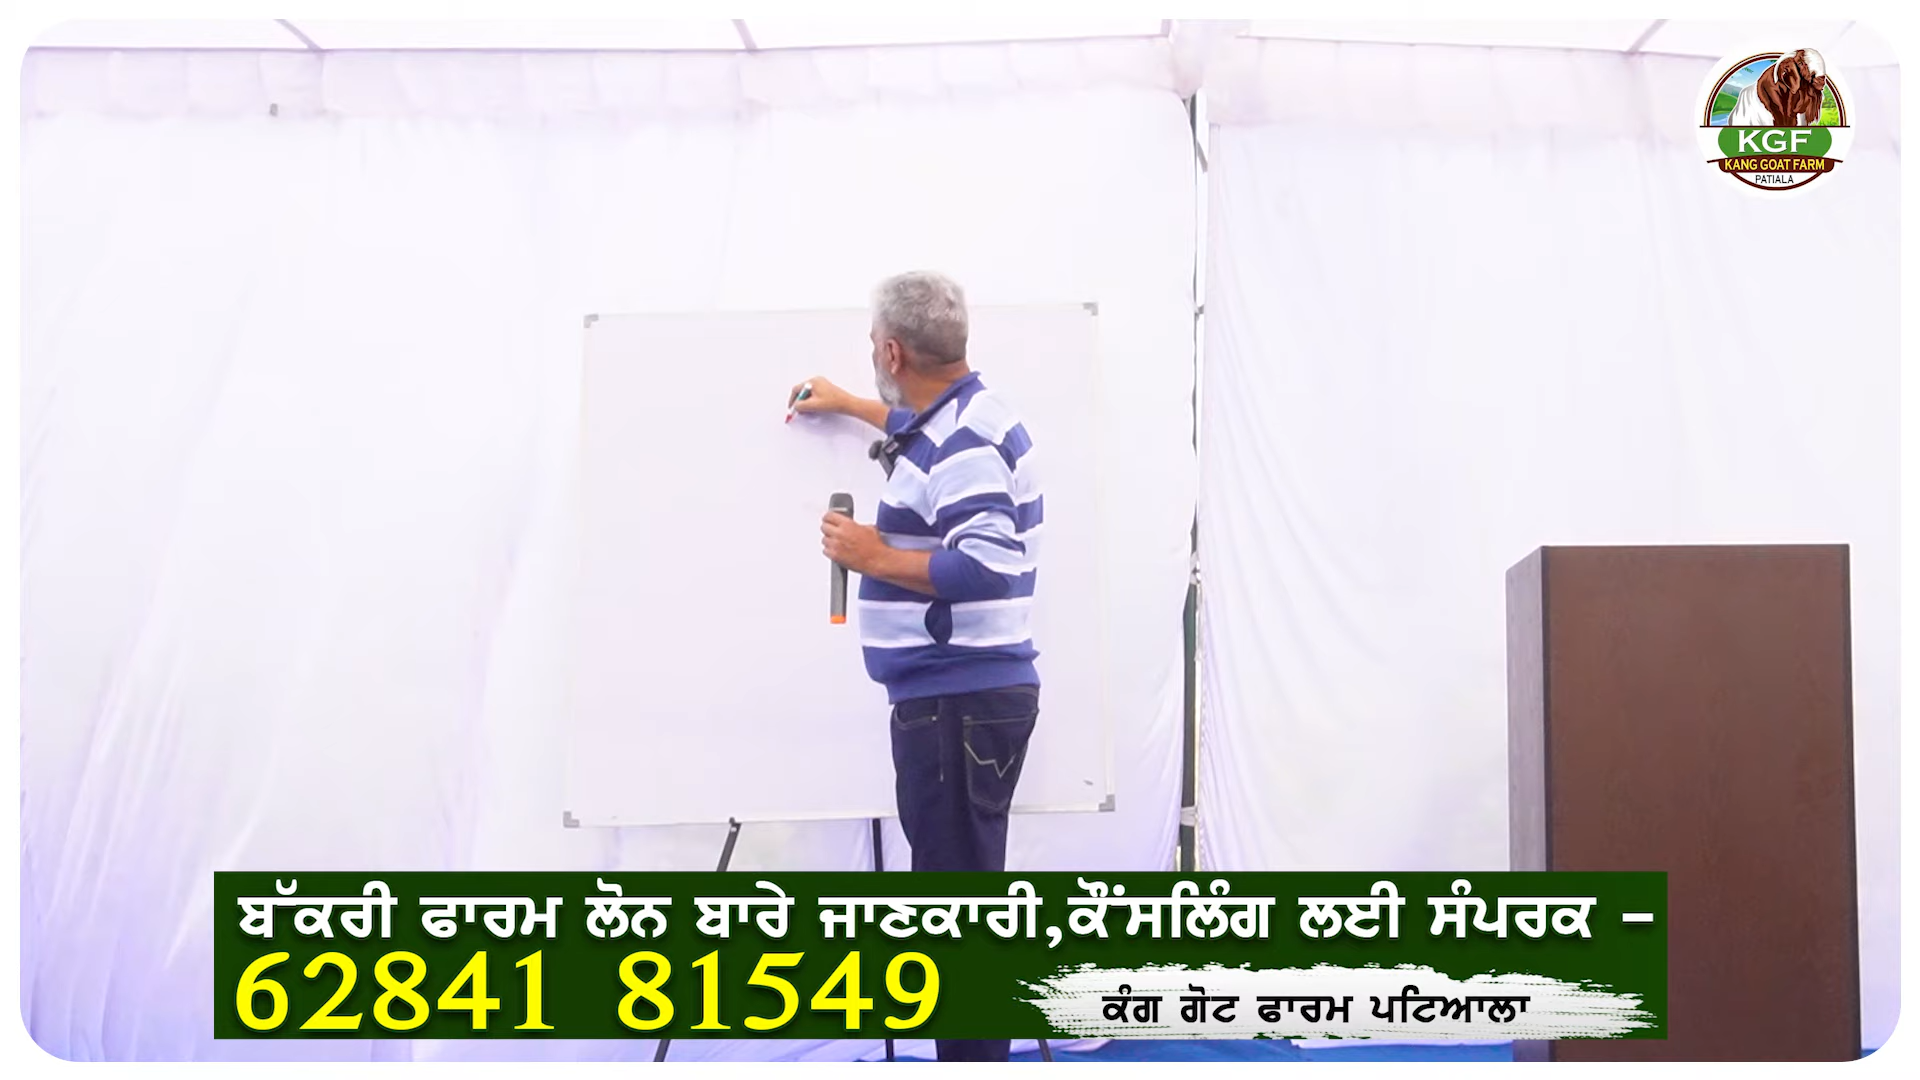 KGF
KANG GOAT FARM
PATIALA
ਬੱਕਰੀ ਫਾਰਮ ਲੋਨ ਬਾਰੇ ਜਾਣਕਾਰੀ,ਕੌਂਸਲਿੰਗ ਲਈ ਸੰਪਰਕ -
62841 81549
ਕੰਗ ਗੋਟ ਫਾਰਮ ਪਟਿਆਲਾ